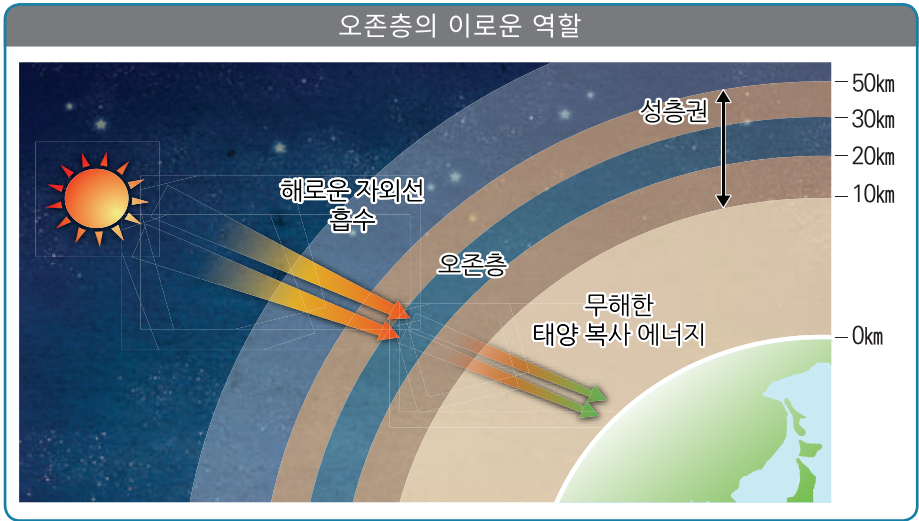 오존층의 이로운 역할
50km
성층권
30km
20km
해로운 자외선
흡수
10km
오존층
무해한
태양 복사 에너지
0km